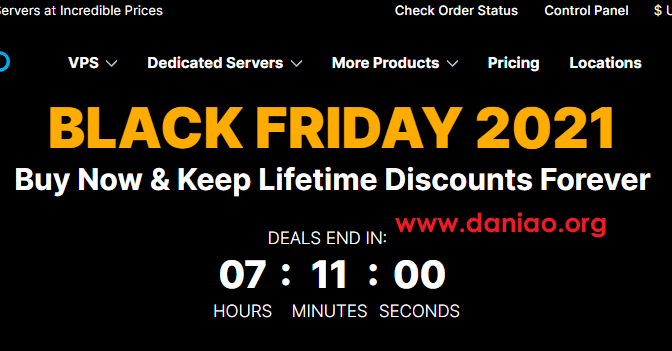 Servers at Incredible Prices Check Order Status Control Panel $ U
VPS Dedicated Servers More Products Pricing Locations
BLACK FRIDAY 2021
Buy Now & Keep Lifetime Discounts Forever
www.daniao.org
DEALS END IN:
07 : 11 : 00
HOURS MINUTES SECONDS